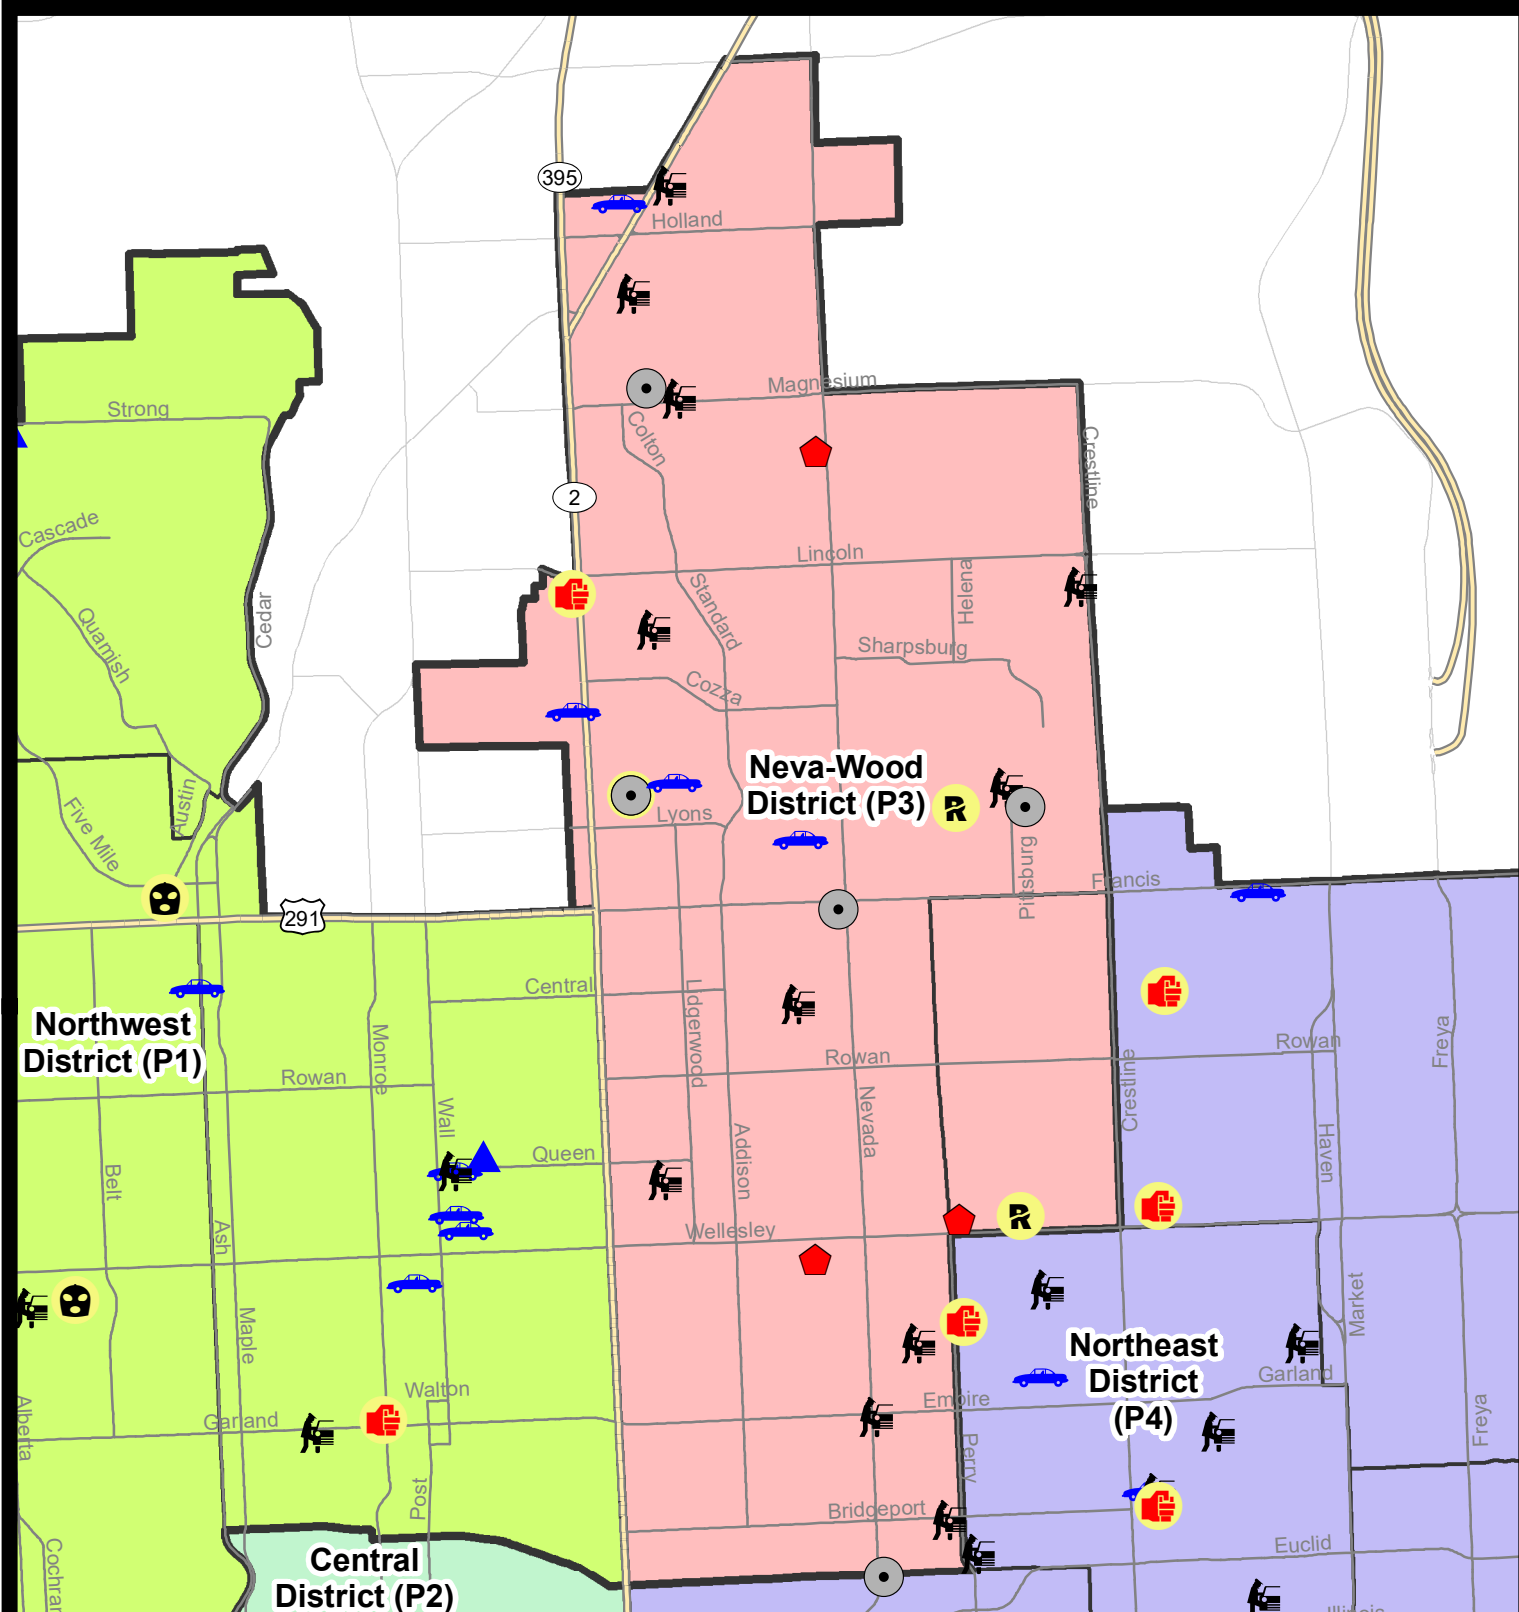 395
Holland
Magnesium
Strong
Colton
Crestline
2
Cascade
Lincoln
Helena
Standard
Cedar
Quamish
Sharpsburg
Cozza
Neva-Wood
District (P3)
R
Austin
Five Mile
Lyons
Pittsburg
Francis
291
Central
Lidgerwood
Northwest
District (P1)
Monroe
Rowan
Rowan
Rowan
Freya
Crestline
Nevada
Wall
Queen
Addison
Haven
Belt
Ash
Wellesley
R
Maple
Market
Northeast
District
(P4)
Walton
Garland
Empire
Garland
Alberta
Freya
Perry
Post
Bridgeport
Euclid
Central
District (P2)